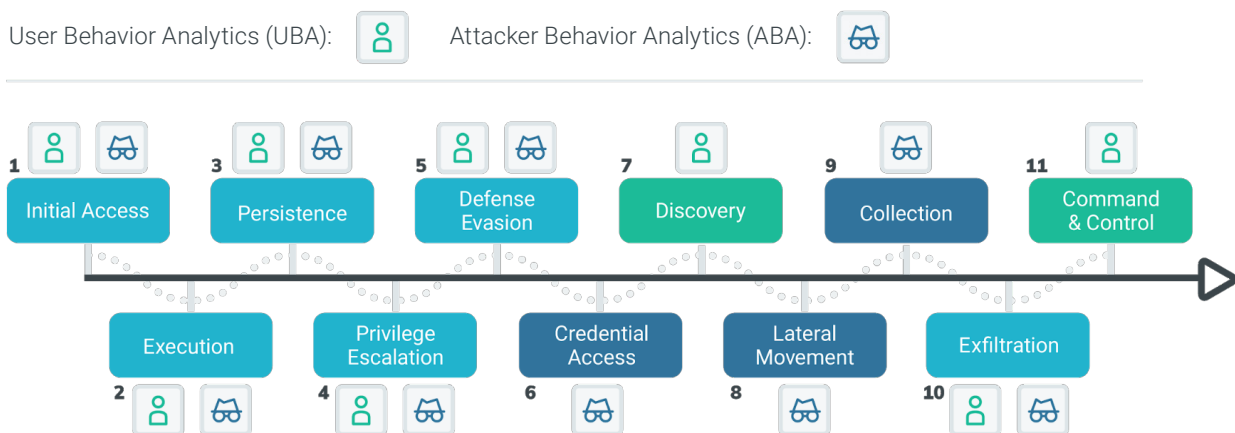 User Behavior Analytics (UBA):
Attacker Behavior Analytics (ABA):
1
Initial Access
2
Execution
3
Persistence
4
Privilege
Escalation
5
Defense
Evasion
6
Credential
Access
7
Discovery
8
Lateral
Movement
9
Collection
10
Exfiltration
11
Command
& Control